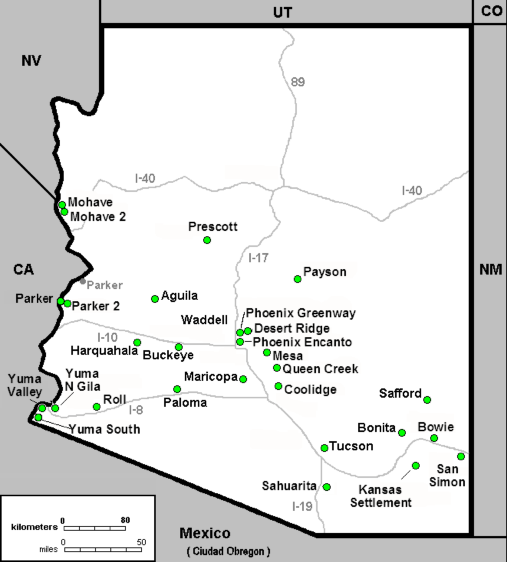 UT
CO
NV
89
I-40
I-40
Mohave
Mohave 2
Prescott
I-17
CA
NM
Payson
Parker
Parker
Parker 2
Aguila
Phoenix Greenway
Waddell
Desert Ridge
I-10
Phoenix Encanto
Harquahala
Buckeye
Mesa
Queen Creek
Maricopa
Yuma
Valley
Yuma
N Gila
Coolidge
Roll
Paloma
I-8
Safford
Yuma South
Bonita
Bowie
Tucson
San
Simon
Sahuarita
Kansas
Settlement
I-19
kilometers
0
80
miles
0
50
Mexico
( Ciudad Obregon )